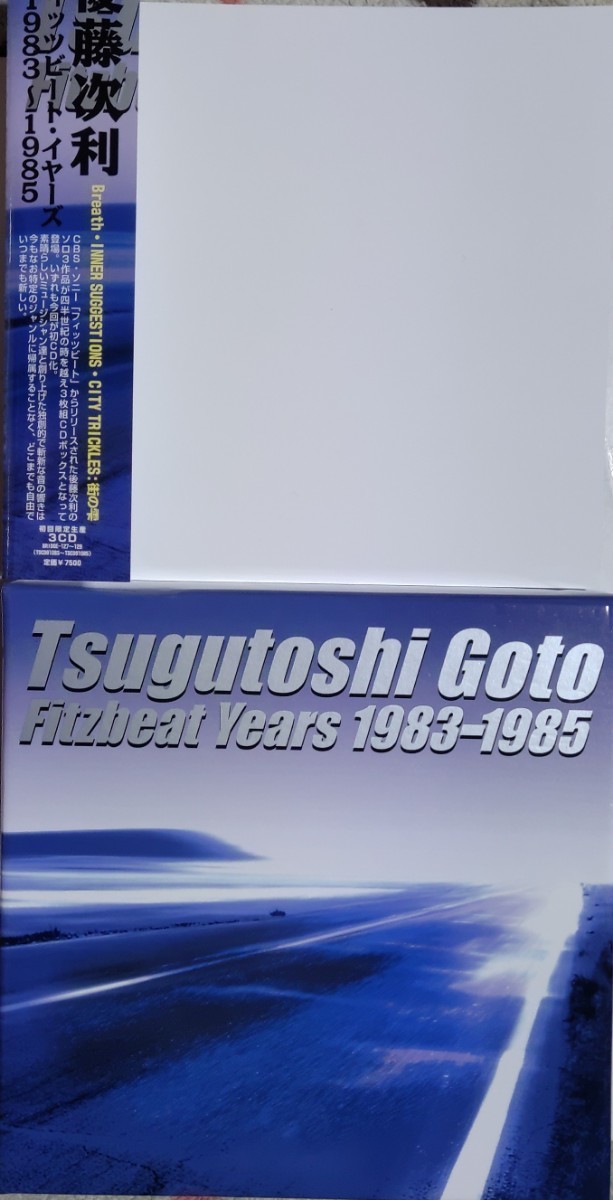 後藤次利
ィッツビート・イヤーズ
1983~1985
Breath・INNER SUGGESTIONS・CITY TRICKLES:街の雫
CBS・ソニー「フィッツビート」からリリースされた後藤次利の
ソロ3作品が四半世紀の時を越え3枚組CDボックスとなって
登場。いずれも今回が初CD化。
素晴らしいミュージシャン達と創り上げた独創的で斬新な音の響きは
今もなお特定のジャンルに帰属することなく、どこまでも自由で
いつまでも新しい。
初回限定生産
3CD
定価¥7500
Tsugutoshi Goto
Fitzbeat Years 1983-1985